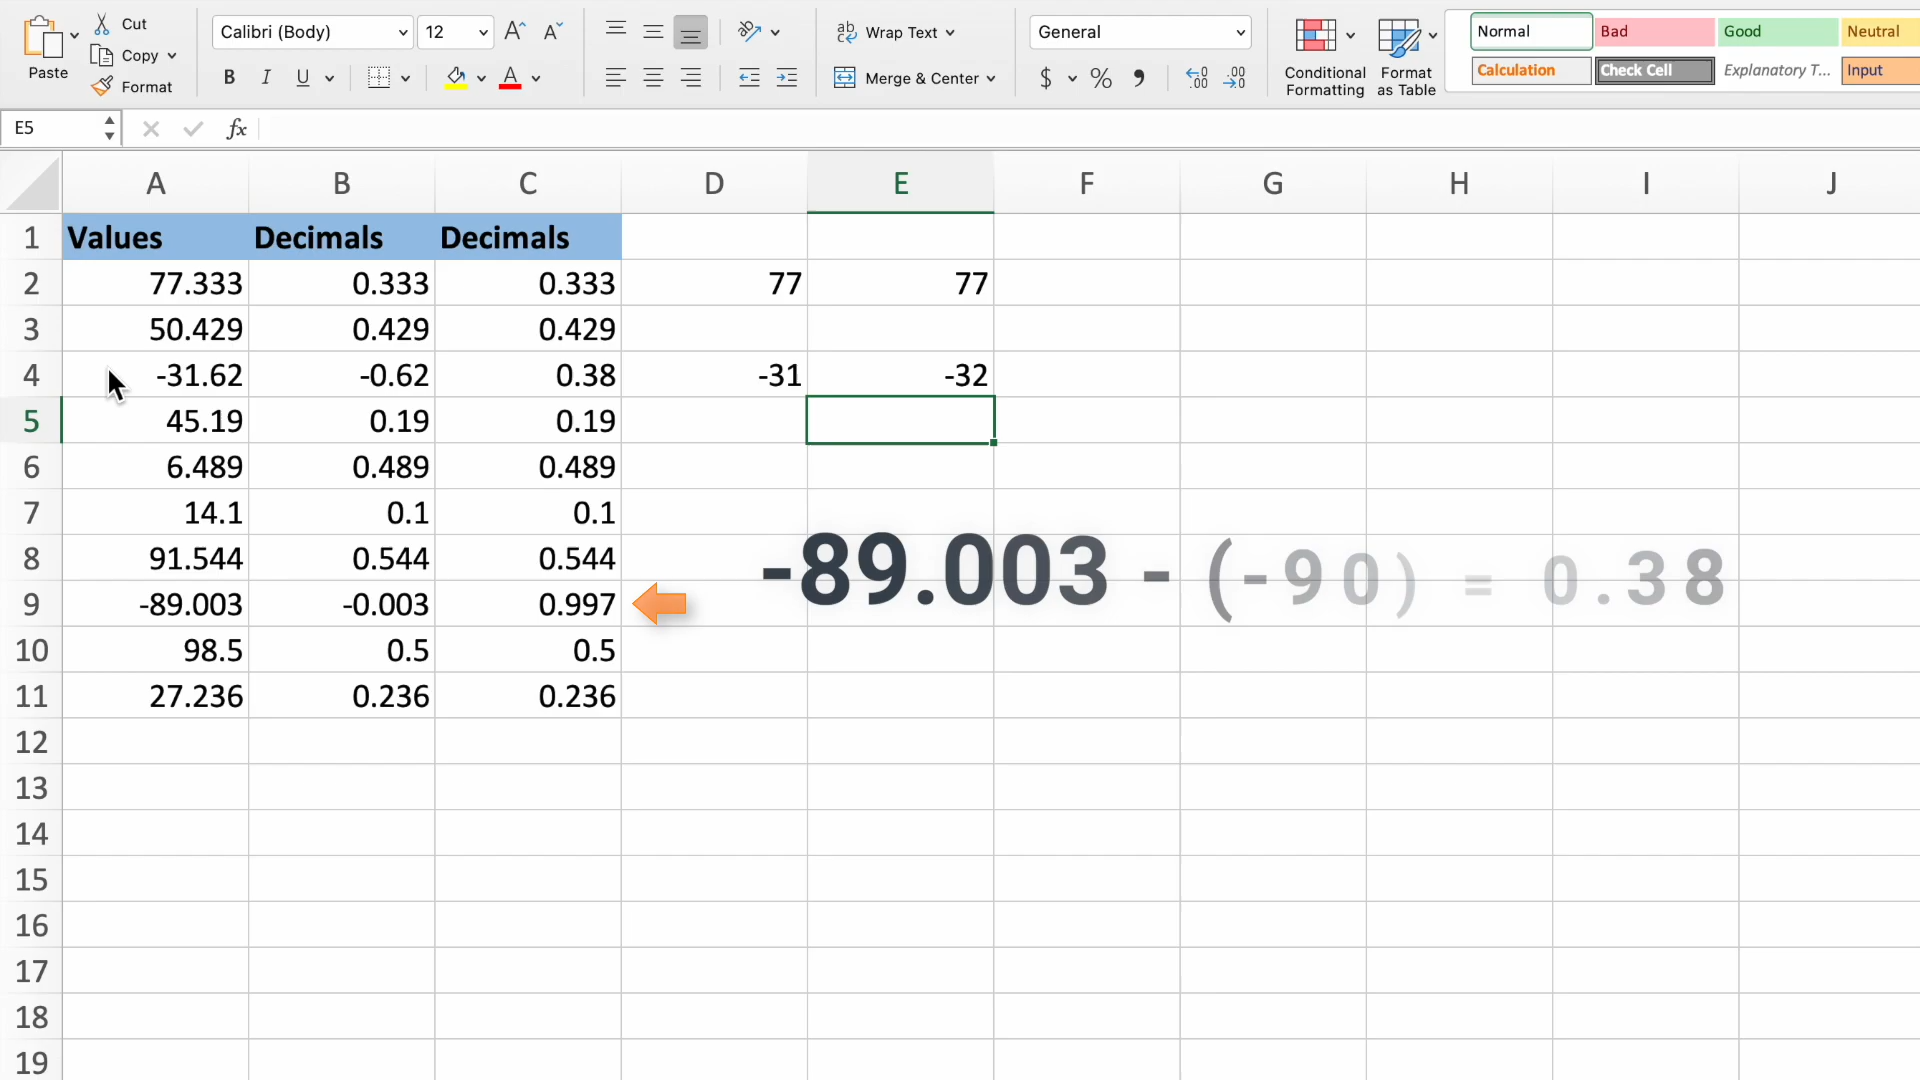 Paste
Cut
Copy
Format
Calibri (Body) 12
B I U
Wrap Text
Merge & Center
General
$ %
Conditional Formatting
Format as Table
Normal Bad Good Neutral
Calculation Check Cell Explanatory T... Input
E5 fx
A B C D E F G H I J
1 Values Decimals Decimals
2 77.333 0.333 0.333 77 77
3 50.429 0.429 0.429
4 -31.62 -0.62 0.38 -31 -32
5 45.19 0.19 0.19
6 6.489 0.489 0.489
7 14.1 0.1 0.1
8 91.544 0.544 0.544
-89.003 - (-90) = 0.38
9 -89.003 -0.003 0.997
10 98.5 0.5 0.5
11 27.236 0.236 0.236
12
13
14
15
16
17
18
19